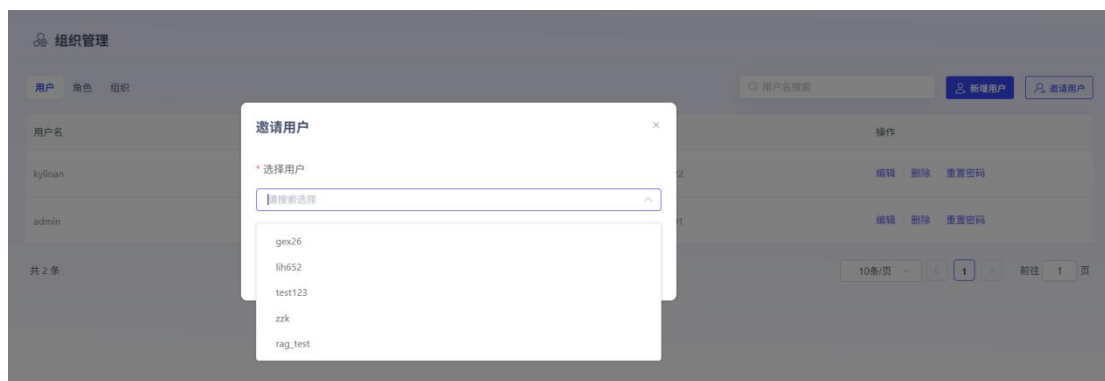 组织管理
用户 角色 组织 用户名搜索 新增用户 邀请用户
用户名 操作
kylinan 2 编辑 删除 重置密码
admin 1 编辑 删除 重置密码
共 2 条 10条/页 1 前往 1 页
邀请用户 ×
* 选择用户
请搜索选择
gex26
lih652
test123
zzk
rag_test